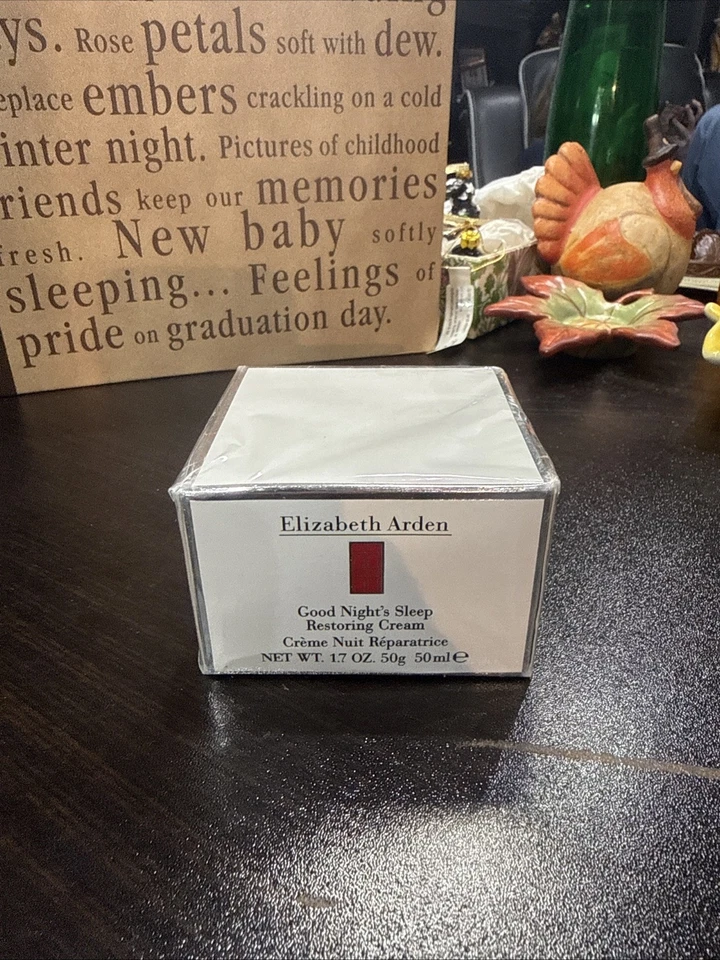 ys. Rose petals soft with dew.
eplace embers crackling on a cold
inter night. Pictures of childhood
riends keep our memories
fresh. New baby softly
sleeping... Feelings of
pride on graduation day.
Elizabeth Arden
Good Night's Sleep
Restoring Cream
Crème Nuit Réparatrice
NET WT. 1.7 OZ. 50g 50ml℮